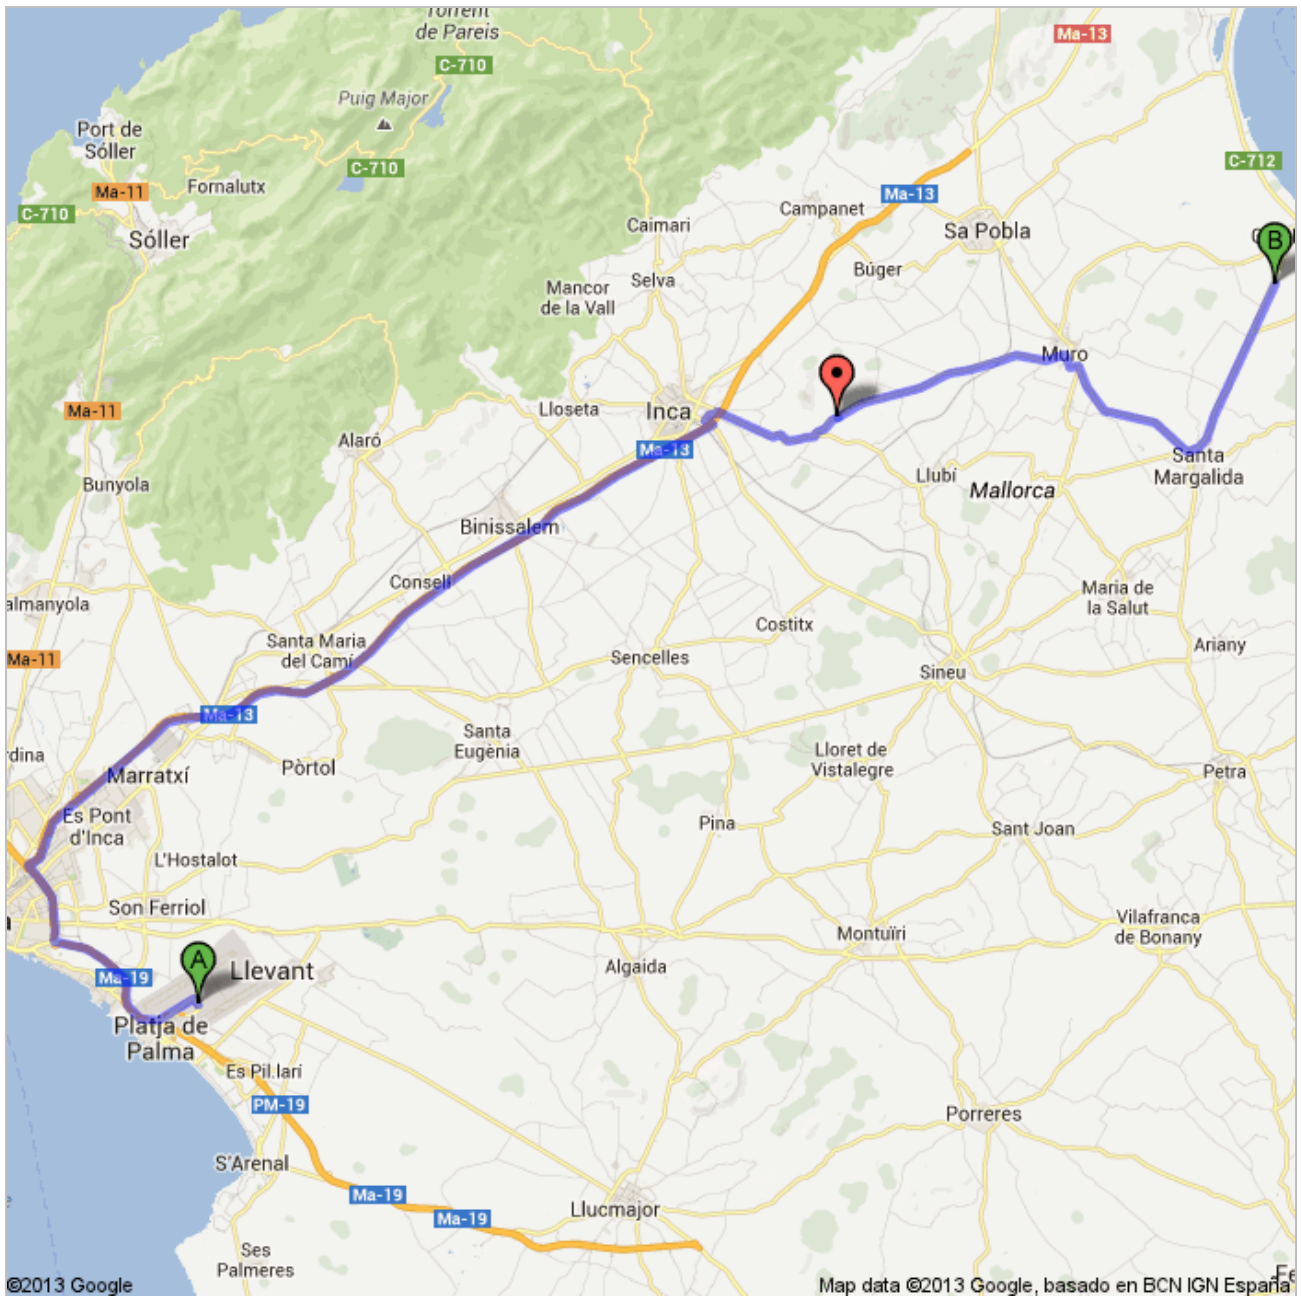 Torrent
de Pareis
Ma-13
C-710
Puig Major
Port de
Sóller
C-710
C-712
Ma-11
Fornalutx
Ma-13
C-710
Campanet
Caimari
Sa Pobla
Sóller
B
Búger
Selva
Mancor
de la Vall
Muro
Ma-11
Lloseta
Inca
Alaró
Ma-13
Santa
Margalida
Llubí
Bunyola
Mallorca
Binissalem
Consell
Maria de
la Salut
almanyola
Costitx
Santa Maria
del Camí
Ariany
Ma-11
Sencelles
Sineu
Ma-13
Santa
Eugènia
rdina
Lloret de
Vistalegre
Marratxí
Pòrtol
Petra
Es Pont
d'Inca
Pina
Sant Joan
L'Hostalot
Son Ferriol
Vilafranca
de Bonany
a
Montuïri
A
Algaida
Ma-19
Llevant
Platja de
Palma
Es Pil.larí
PM-19
Porreres
S'Arenal
Ma-19
Llucmajor
Ma-19
Ses
Palmeres
Fe
©2013 Google
Map data ©2013 Google, basado en BCN IGN España